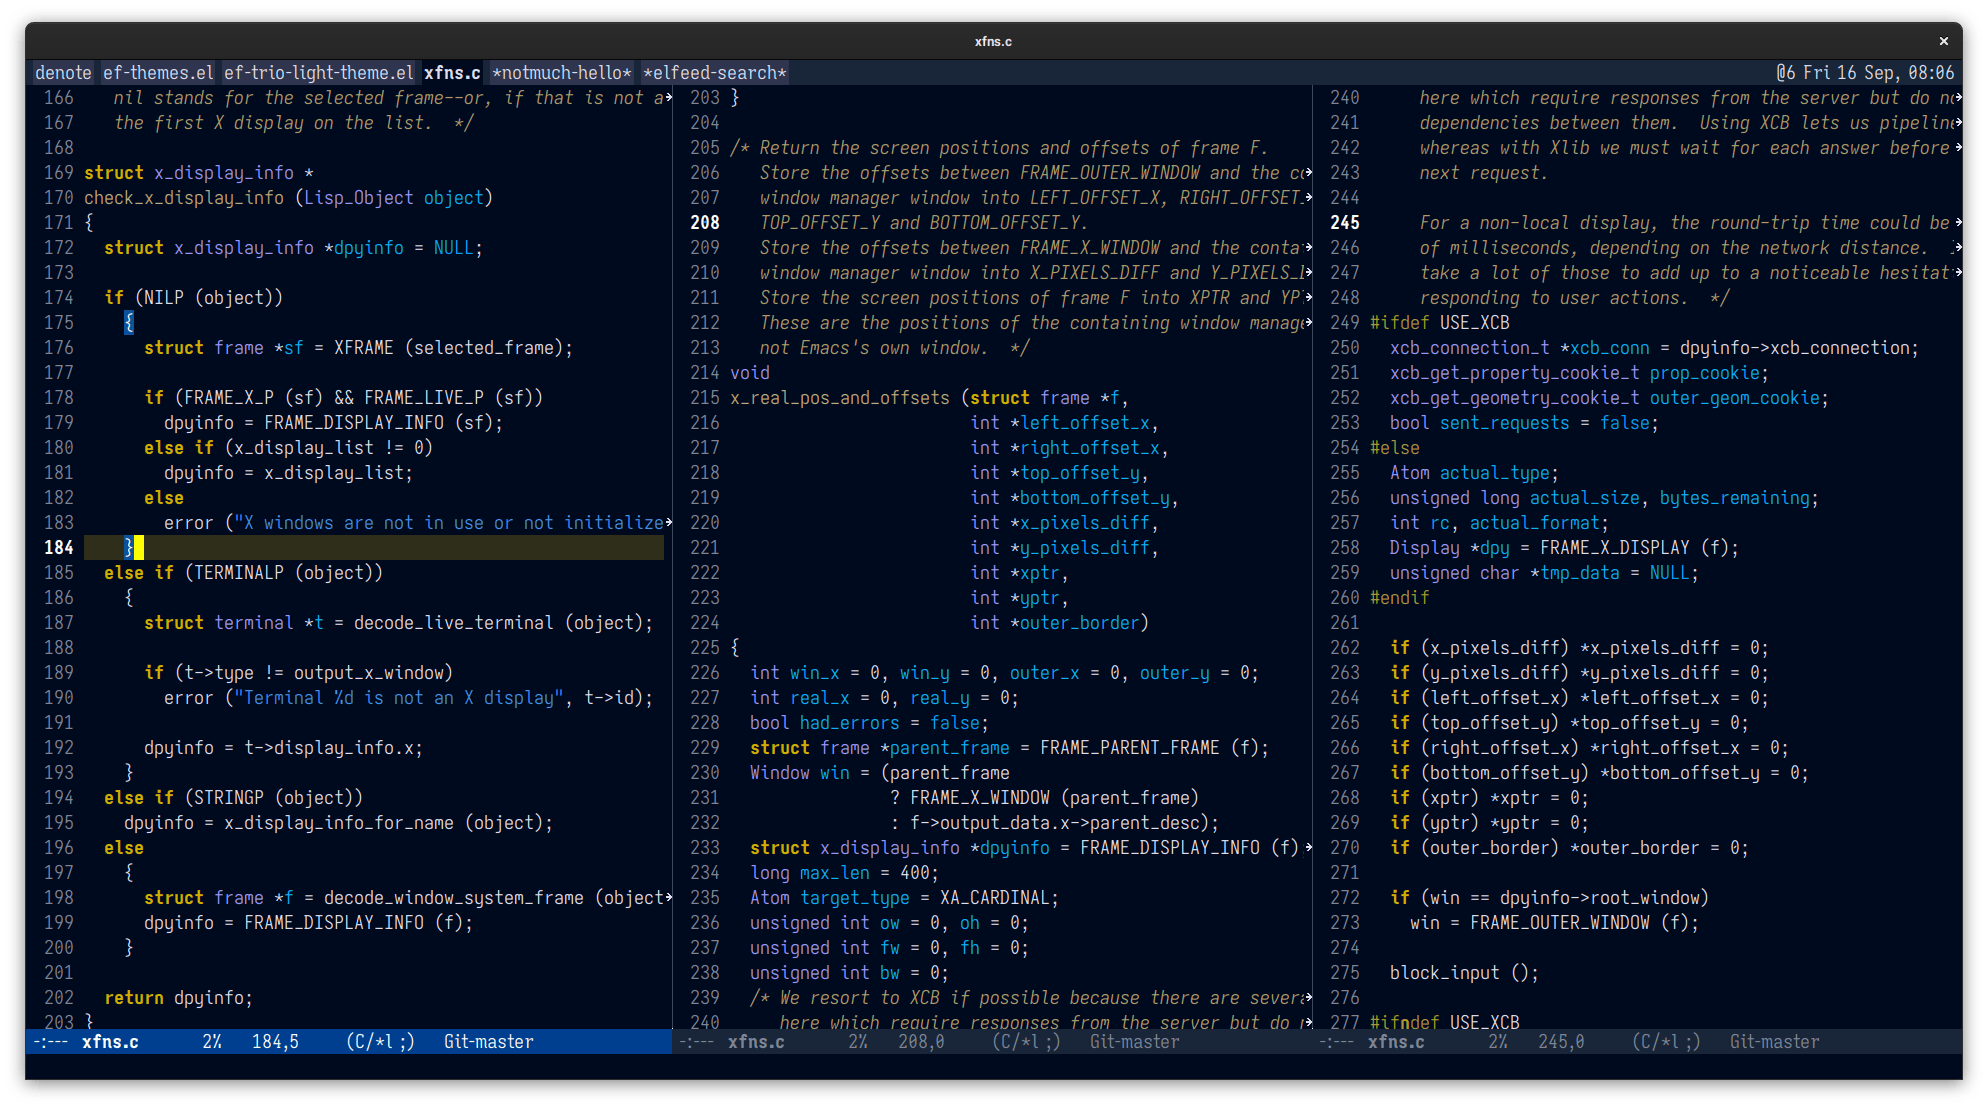 xfns.c ×
denote ef-themes.el ef-trio-light-theme.el xfns.c *notmuch-hello* *elfeed-search* @6 Fri 16 Sep, 08:06
166    nil stands for the selected frame--or, if that is not a
167    the first X display on the list.  */
168
169 struct x_display_info *
170 check_x_display_info (Lisp_Object object)
171 {
172   struct x_display_info *dpyinfo = NULL;
173
174   if (NILP (object))
175     {
176       struct frame *sf = XFRAME (selected_frame);
177
178       if (FRAME_X_P (sf) && FRAME_LIVE_P (sf))
179         dpyinfo = FRAME_DISPLAY_INFO (sf);
180       else if (x_display_list != 0)
181         dpyinfo = x_display_list;
182       else
183         error ("X windows are not in use or not initialize
184     }
185   else if (TERMINALP (object))
186     {
187       struct terminal *t = decode_live_terminal (object);
188
189       if (t->type != output_x_window)
190         error ("Terminal %d is not an X display", t->id);
191
192       dpyinfo = t->display_info.x;
193     }
194   else if (STRINGP (object))
195     dpyinfo = x_display_info_for_name (object);
196   else
197     {
198       struct frame *f = decode_window_system_frame (object
199       dpyinfo = FRAME_DISPLAY_INFO (f);
200     }
201
202   return dpyinfo;
203 }
-:--- xfns.c 2% 184,5 (C/*l ;) Git-master
203 }
204
205 /* Return the screen positions and offsets of frame F.
206    Store the offsets between FRAME_OUTER_WINDOW and the co
207    window manager window into LEFT_OFFSET_X, RIGHT_OFFSET_
208    TOP_OFFSET_Y and BOTTOM_OFFSET_Y.
209    Store the offsets between FRAME_X_WINDOW and the conta
210    window manager window into X_PIXELS_DIFF and Y_PIXELS_
211    Store the screen positions of frame F into XPTR and YP
212    These are the positions of the containing window manag
213    not Emacs's own window.  */
214 void
215 x_real_pos_and_offsets (struct frame *f,
216                         int *left_offset_x,
217                         int *right_offset_x,
218                         int *top_offset_y,
219                         int *bottom_offset_y,
220                         int *x_pixels_diff,
221                         int *y_pixels_diff,
222                         int *xptr,
223                         int *yptr,
224                         int *outer_border)
225 {
226   int win_x = 0, win_y = 0, outer_x = 0, outer_y = 0;
227   int real_x = 0, real_y = 0;
228   bool had_errors = false;
229   struct frame *parent_frame = FRAME_PARENT_FRAME (f);
230   Window win = (parent_frame
231                 ? FRAME_X_WINDOW (parent_frame)
232                 : f->output_data.x->parent_desc);
233   struct x_display_info *dpyinfo = FRAME_DISPLAY_INFO (f)
234   long max_len = 400;
235   Atom target_type = XA_CARDINAL;
236   unsigned int ow = 0, oh = 0;
237   unsigned int fw = 0, fh = 0;
238   unsigned int bw = 0;
239   /* We resort to XCB if possible because there are severa
240      here which require responses from the server but do
-:--- xfns.c 2% 208,0 (C/*l ;) Git-master
240      here which require responses from the server but do no
241      dependencies between them.  Using XCB lets us pipeline
242      whereas with Xlib we must wait for each answer before
243      next request.
244
245      For a non-local display, the round-trip time could be
246      of milliseconds, depending on the network distance.
247      take a lot of those to add up to a noticeable hesitat
248      responding to user actions.  */
249 #ifdef USE_XCB
250   xcb_connection_t *xcb_conn = dpyinfo->xcb_connection;
251   xcb_get_property_cookie_t prop_cookie;
252   xcb_get_geometry_cookie_t outer_geom_cookie;
253   bool sent_requests = false;
254 #else
255   Atom actual_type;
256   unsigned long actual_size, bytes_remaining;
257   int rc, actual_format;
258   Display *dpy = FRAME_X_DISPLAY (f);
259   unsigned char *tmp_data = NULL;
260 #endif
261
262   if (x_pixels_diff) *x_pixels_diff = 0;
263   if (y_pixels_diff) *y_pixels_diff = 0;
264   if (left_offset_x) *left_offset_x = 0;
265   if (top_offset_y) *top_offset_y = 0;
266   if (right_offset_x) *right_offset_x = 0;
267   if (bottom_offset_y) *bottom_offset_y = 0;
268   if (xptr) *xptr = 0;
269   if (yptr) *yptr = 0;
270   if (outer_border) *outer_border = 0;
271
272   if (win == dpyinfo->root_window)
273     win = FRAME_OUTER_WINDOW (f);
274
275   block_input ();
276
277 #ifndef USE_XCB
-:--- xfns.c 2% 245,0 (C/*l ;) Git-master